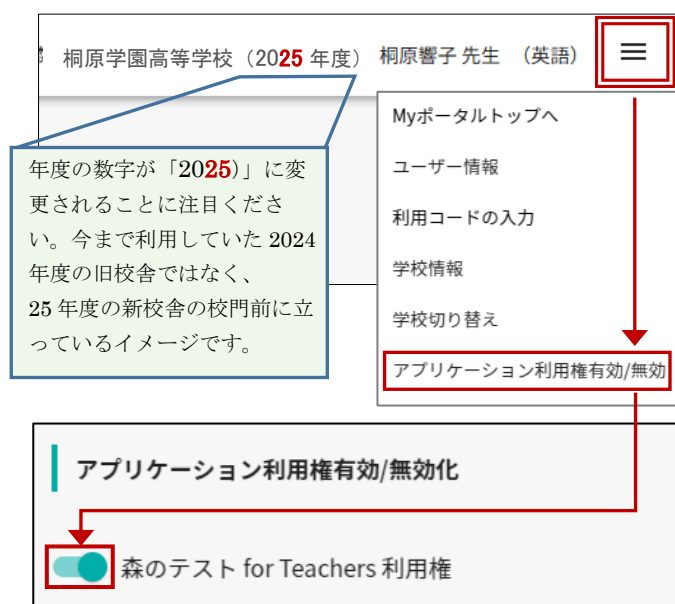 桐原学園高等学校（2025 年度） 桐原響子 先生 （英語）
Myポータルトップへ
ユーザー情報
利用コードの入力
学校情報
学校切り替え
アプリケーション利用権有効/無効
年度の数字が「2025）」に変
更されることに注目くださ
い。今まで利用していた 2024
年度の旧校舎ではなく、
25 年度の新校舎の校門前に立
っているイメージです。
アプリケーション利用権有効/無効化
森のテスト for Teachers 利用権